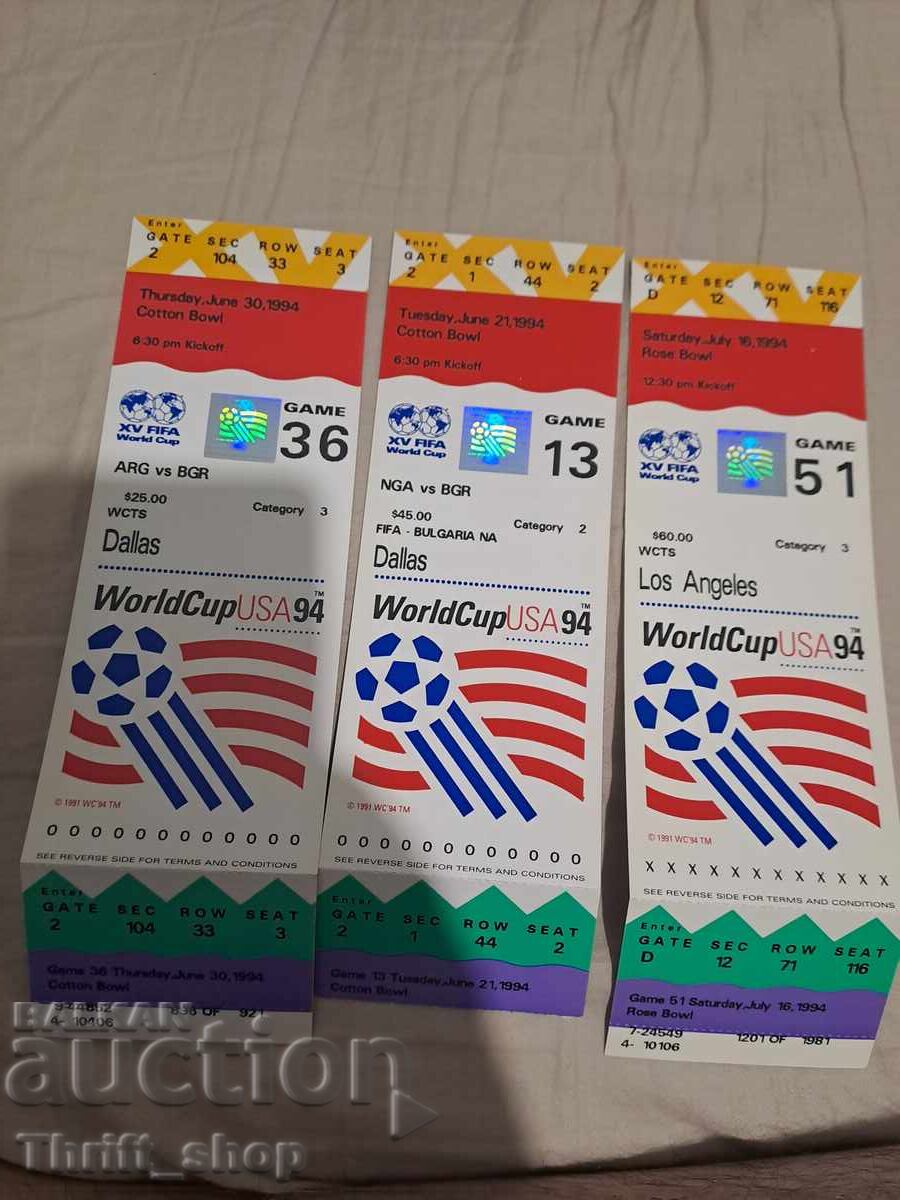 Enter
GATE SEC ROW SEAT
2 104 33 3
Thursday,June 30,1994
Cotton Bowl
6:30 pm Kickoff
XV FIFA
World Cup
GAME
36
ARG vs BGR
$25.00
WCTS
Category 3
Dallas
WorldCupUSA94™
© 1991 WC'94 TM
O O O O O O O O O O O O
SEE REVERSE SIDE FOR TERMS AND CONDITIONS
Enter
GATE SEC ROW SEAT
2 104 33 3
Game 36 Thursday,June 30,1994
Cotton Bowl
9-44852 836 OF 921
4- 10406
Enter
GATE SEC ROW SEAT
2 1 44 2
Tuesday,June 21,1994
Cotton Bowl
6:30 pm Kickoff
XV FIFA
World Cup
GAME
13
NGA vs BGR
$45.00
FIFA - BULGARIA NA
Category 2
Dallas
WorldCupUSA94™
© 1991 WC'94 TM
O O O O O O O O O O O O
SEE REVERSE SIDE FOR TERMS AND CONDITIONS
Enter
GATE SEC ROW SEAT
2 1 44 2
Game 13 Tuesday,June 21,1994
Cotton Bowl
Enter
GATE SEC ROW SEAT
D 12 71 116
Saturday,July 16,1994
Rose Bowl
12:30 pm Kickoff
XV FIFA
World Cup
GAME
51
$60.00
WCTS
Category 3
Los Angeles
WorldCupUSA94™
© 1991 WC'94 TM
X X X X X X X X X X X X
SEE REVERSE SIDE FOR TERMS AND CONDITIONS
Enter
GATE SEC ROW SEAT
D 12 71 116
Game 51 Saturday,July 16,1994
Rose Bowl
7-24549 1201 OF 1981
4- 10106
BALKAN
auction
Thrift_shop